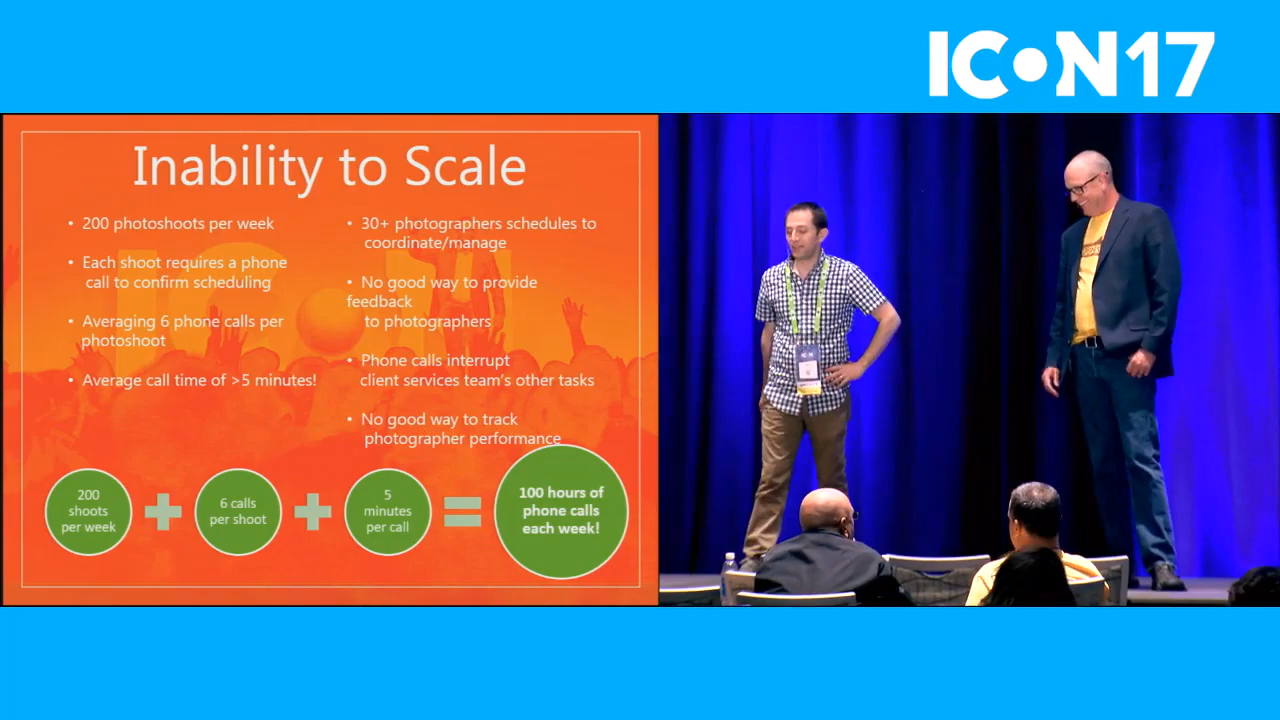 ICON17
Inability to Scale
• 200 photoshoots per week
• Each shoot requires a phone
call to confirm scheduling
• Averaging 6 phone calls per
photoshoot
• Average call time of >5 minutes!
• 30+ photographers schedules to
coordinate/manage
• No good way to provide
feedback
to photographers
• Phone calls interrupt
client services team's other tasks
• No good way to track
photographer performance
200
shoots
per week
6 calls
per shoot
5
minutes
per call
100 hours of
phone calls
each week!